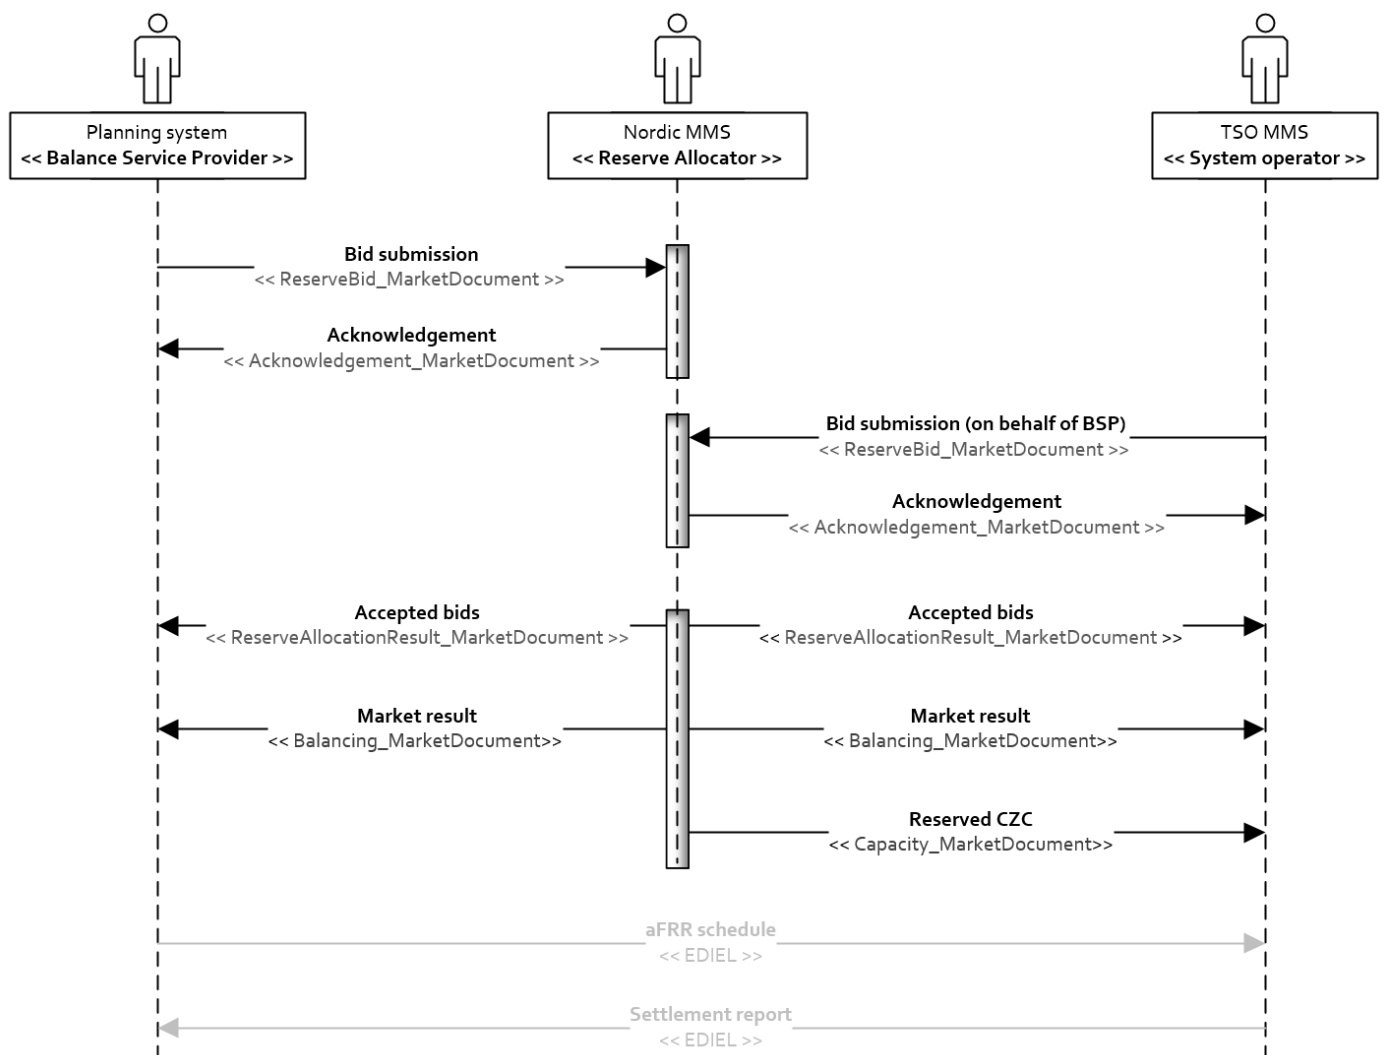 Planning system
<< Balance Service Provider >>
Nordic MMS
<< Reserve Allocator >>
TSO MMS
<< System operator >>
Bid submission
<< ReserveBid_MarketDocument >>
Acknowledgement
<< Acknowledgement_MarketDocument >>
Bid submission (on behalf of BSP)
<< ReserveBid_MarketDocument >>
Acknowledgement
<< Acknowledgement_MarketDocument >>
Accepted bids
<< ReserveAllocationResult_MarketDocument >>
Accepted bids
<< ReserveAllocationResult_MarketDocument >>
Market result
<< Balancing_MarketDocument>>
Market result
<< Balancing_MarketDocument>>
Reserved CZC
<< Capacity_MarketDocument>>
aFRR schedule
<< EDIEL >>
Settlement report
<< EDIEL >>